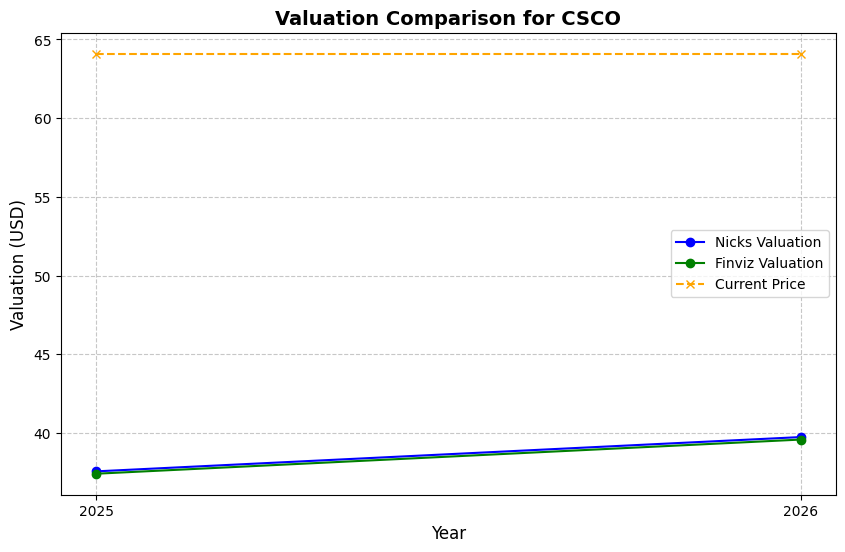 Valuation Comparison for CSCO
Valuation (USD)
65
60
55
50
45
40
Nicks Valuation
Finviz Valuation
Current Price
2025
2026
Year